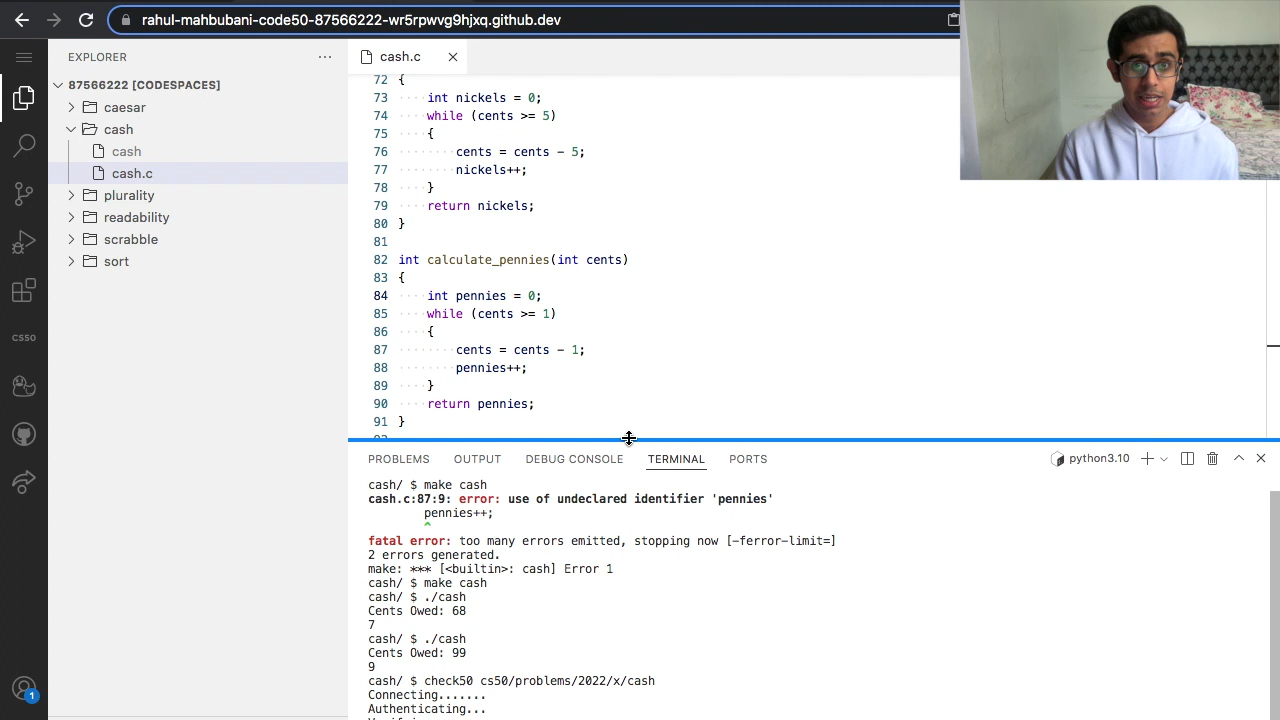 rahul-mahbubani-code50-87566222-wr5rpwvg9hjxq.github.dev
EXPLORER
87566222 [CODESPACES]
caesar
cash
cash
cash.c
plurality
readability
scrabble
sort
CS50
1
cash.c
72 {
73 int nickels = 0;
74 while (cents >= 5)
75 {
76 cents = cents - 5;
77 nickels++;
78 }
79 return nickels;
80 }
81
82 int calculate_pennies(int cents)
83 {
84 int pennies = 0;
85 while (cents >= 1)
86 {
87 cents = cents - 1;
88 pennies++;
89 }
90 return pennies;
91 }
PROBLEMS OUTPUT DEBUG CONSOLE TERMINAL PORTS
python3.10
cash/ $ make cash
cash.c:87:9: error: use of undeclared identifier 'pennies'
pennies++;
^
fatal error: too many errors emitted, stopping now [-ferror-limit=]
2 errors generated.
make: *** [<builtin>: cash] Error 1
cash/ $ make cash
cash/ $ ./cash
Cents Owed: 68
7
cash/ $ ./cash
Cents Owed: 99
9
cash/ $ check50 cs50/problems/2022/x/cash
Connecting.......
Authenticating...